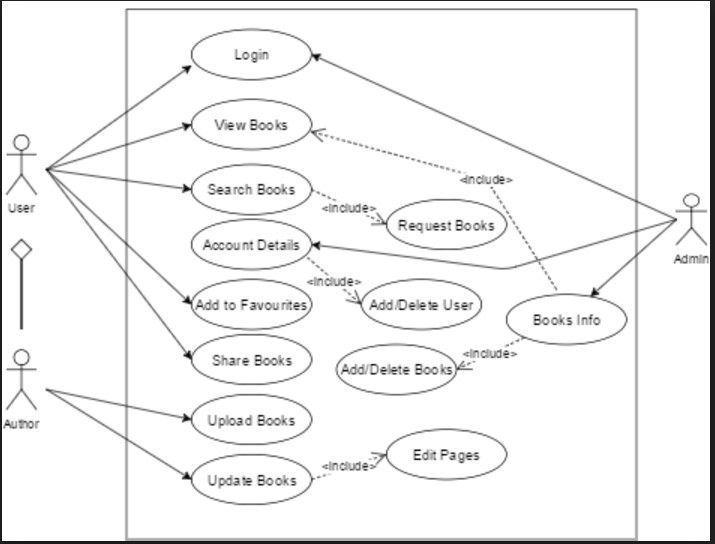 Login
View Books
<include>
Search Books
<include>
Request Books
User
Account Details
Admin
<include>
Add to Favourites
Add/Delete User
Books Info
Share Books
<include>
Add/Delete Books
Author
Upload Books
Edit Pages
<include>
Update Books